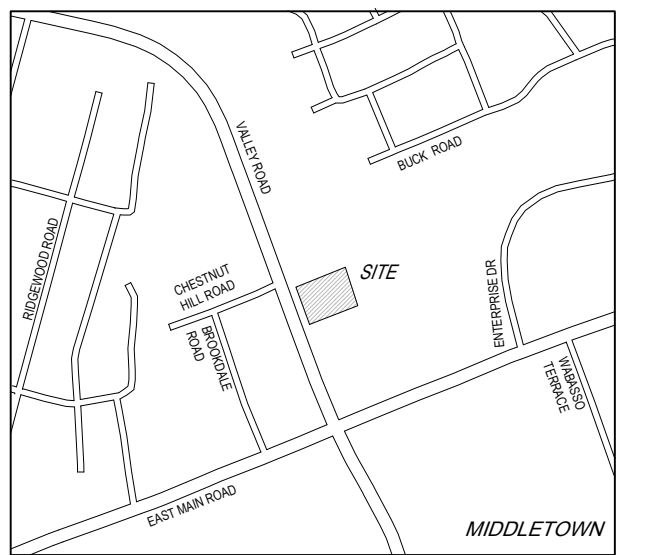 VALLEY ROAD
BUCK ROAD
RIDGEWOOD ROAD
CHESTNUT
HILL ROAD
SITE
ENTERPRISE DR
BROOKDALE
ROAD
WABASSO
TERRACE
EAST MAIN ROAD
MIDDLETOWN